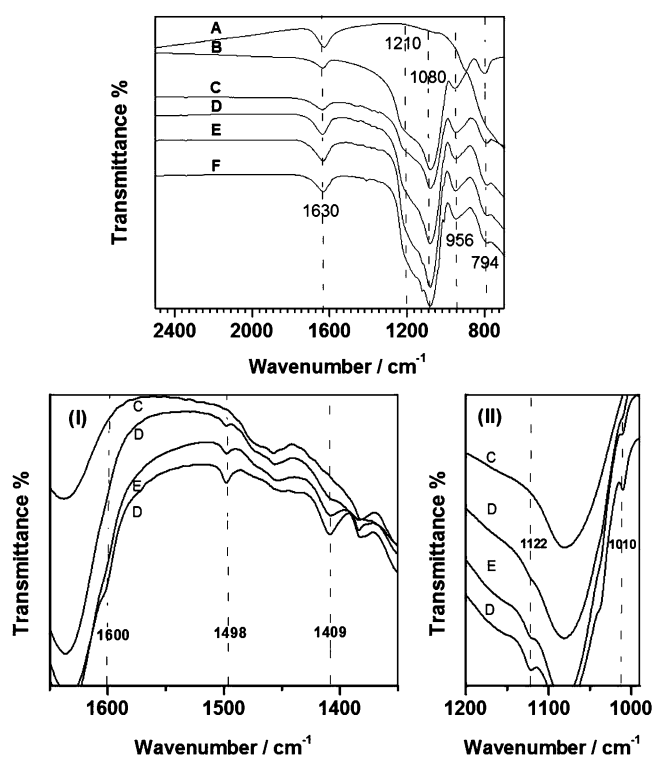 A
B
1210
1080
C
D
E
F
1630
956
794
Transmittance %
2400 2000 1600 1200 800
Wavenumber / cm-1
(I)
C
D
E
D
1600 1498 1409
Transmittance %
1600 1500 1400
Wavenumber / cm-1
(II)
C
D
1122 1010
E
D
Transmittance %
1200 1100 1000
Wavenumber / cm-1